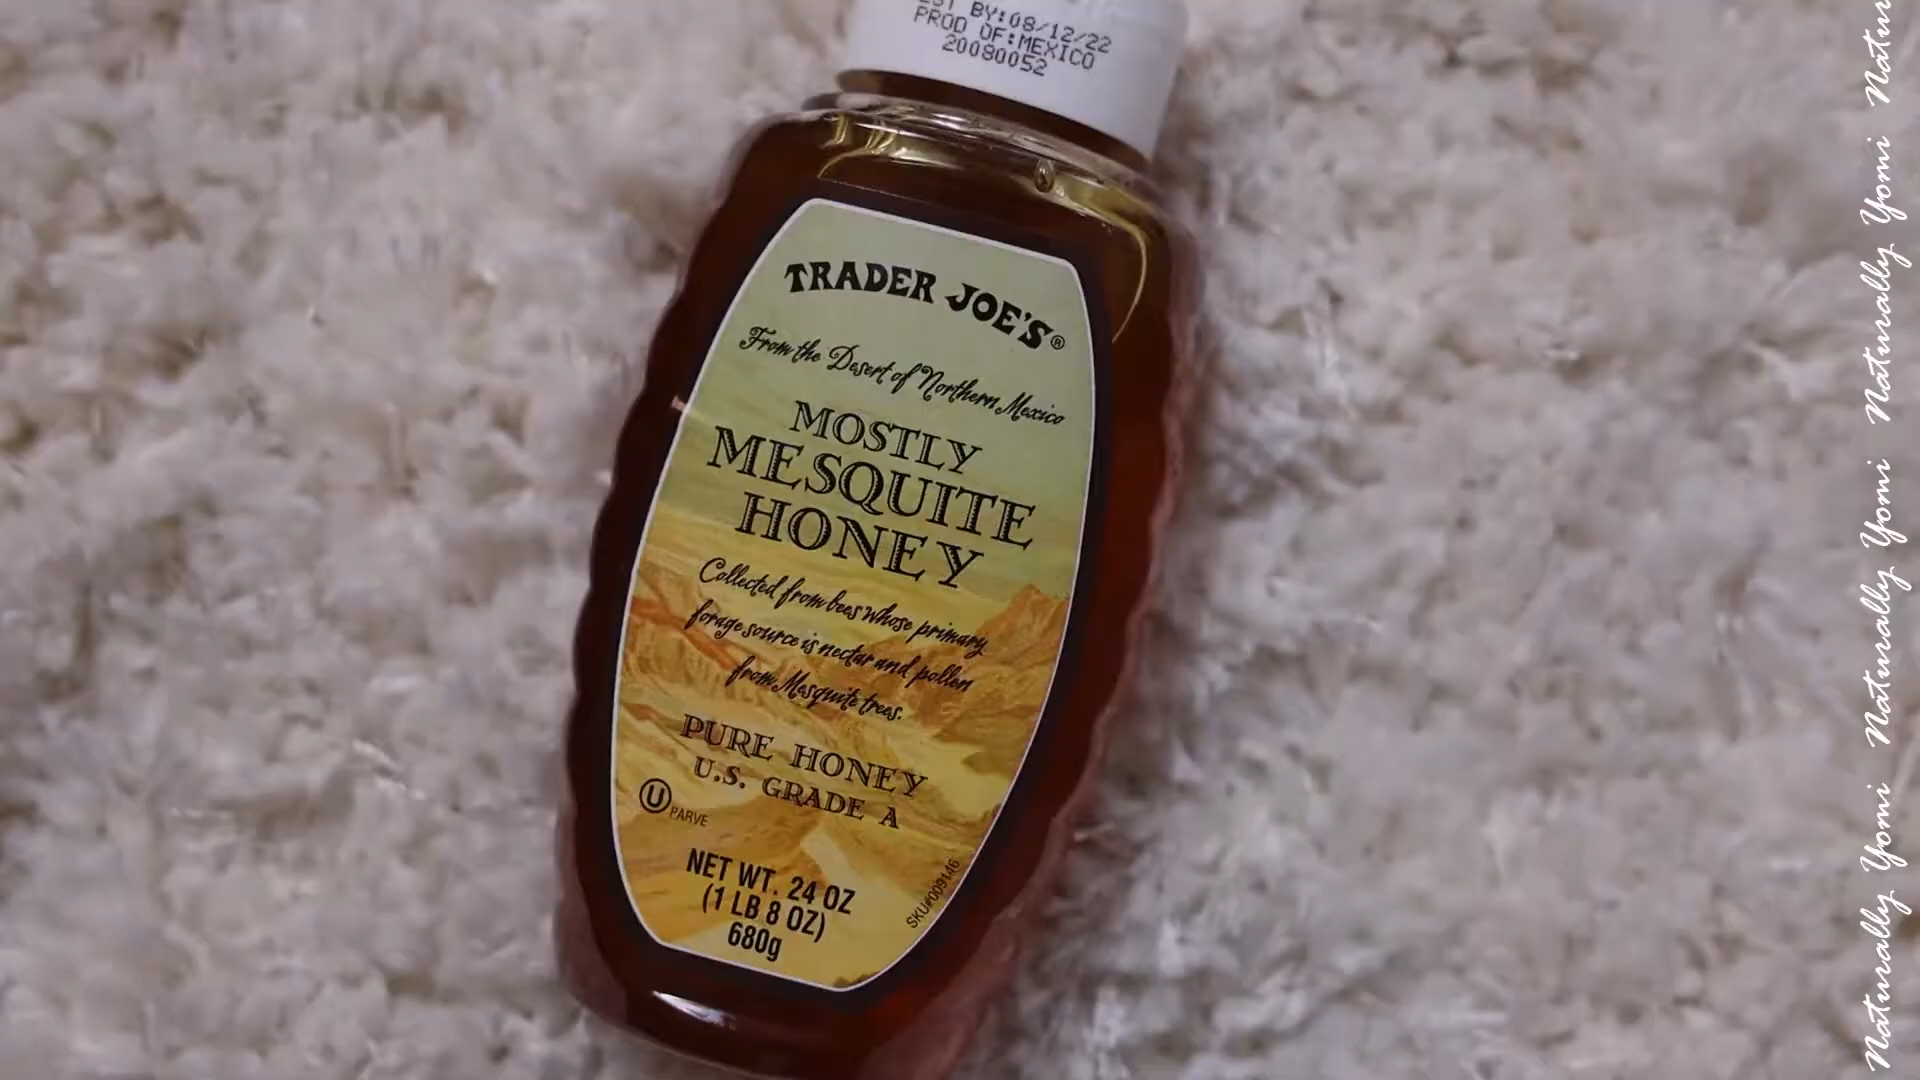 BY:08/12/22
PROD OF:MEXICO
20080052
TRADER JOE'S®
From the Desert of Northern Mexico
MOSTLY
MESQUITE
HONEY
Collected from bees whose primary
forage source is nectar and pollen
from Mesquite trees.
PURE HONEY
U.S. GRADE A
U PARVE
NET WT. 24 OZ
(1 LB 8 OZ)
680g
SKU#009146
Naturally Yomi Naturally Yomi Naturally Yomi